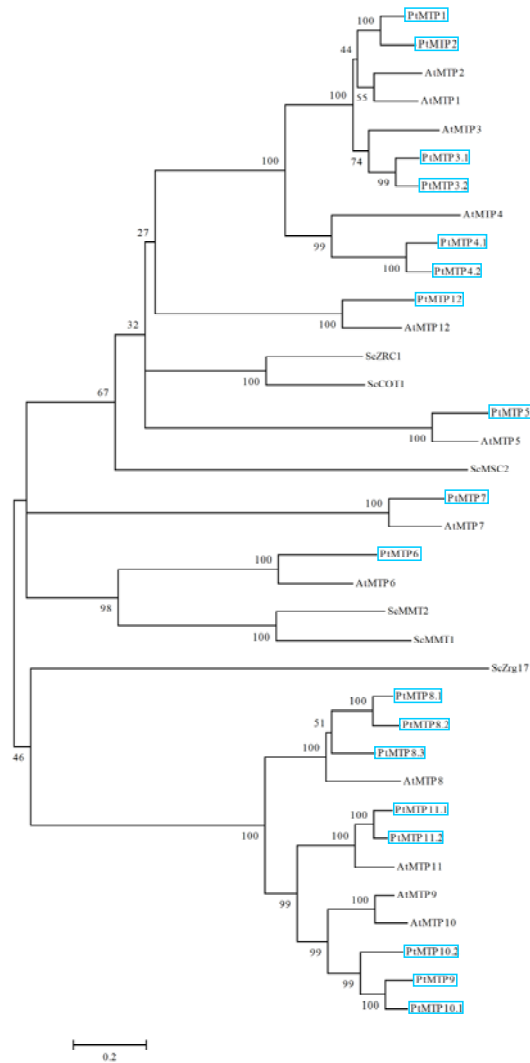 PtMTP1
100
PtMTP2
44
AtMTP2
55
AtMTP1
100
AtMTP3
74
PtMTP3.1
99
PtMTP3.2
100
AtMTP4
99
PtMTP4.1
100
PtMTP4.2
27
PtMTP12
100
AtMTP12
32
ScZRC1
100
ScCOT1
67
PtMTP5
100
AtMTP5
ScMSC2
PtMTP7
100
AtMTP7
PtMTP6
100
AtMTP6
98
ScMMT2
100
ScMMT1
ScZrg17
46
PtMTP8.1
100
PtMTP8.2
51
PtMTP8.3
100
AtMTP8
100
PtMTP11.1
100
PtMTP11.2
100
AtMTP11
99
AtMTP9
100
AtMTP10
99
PtMTP10.2
99
PtMTP9
100
PtMTP10.1
0.2